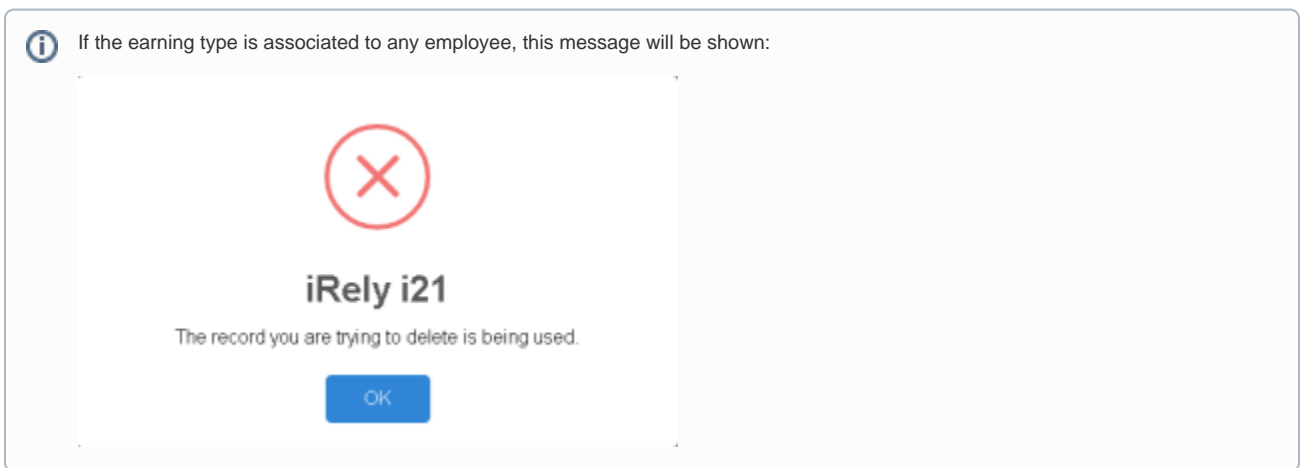 If the earning type is associated to any employee, this message will be shown:
iRely i21
The record you are trying to delete is being used.
OK